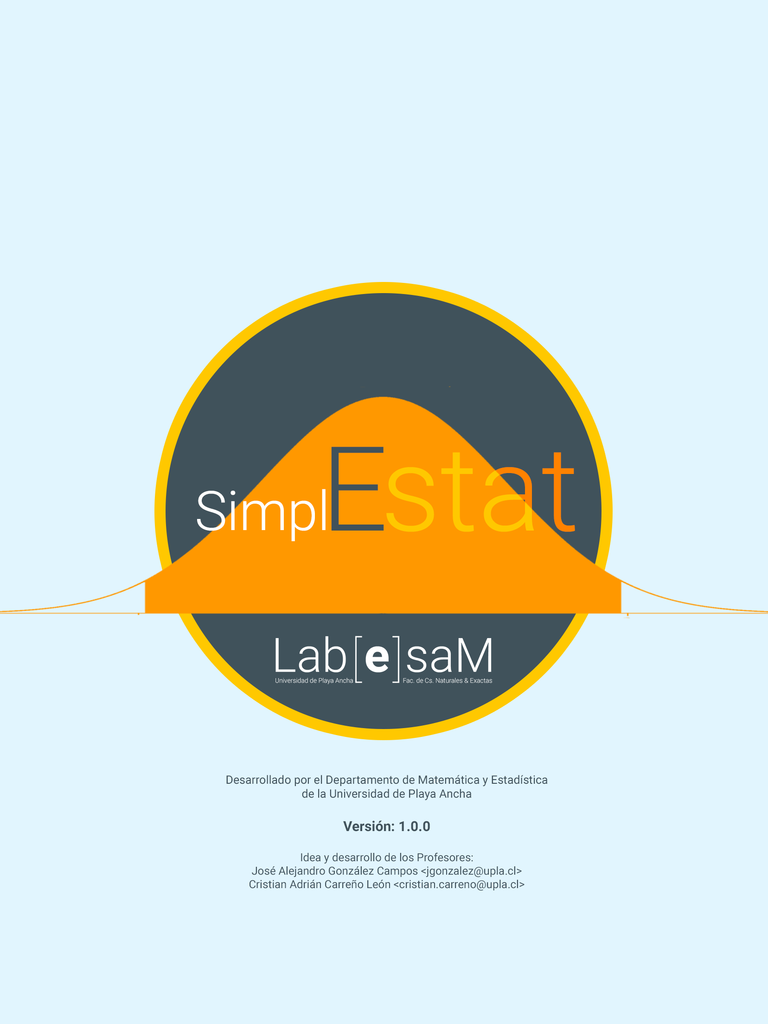 SimplEstat
Lab[e]saM
Universidad de Playa Ancha Fac. de Cs. Naturales & Exactas
Desarrollado por el Departamento de Matemática y Estadística
de la Universidad de Playa Ancha
Versión: 1.0.0
Idea y desarrollo de los Profesores:
José Alejandro González Campos <jgonzalez@upla.cl>
Cristian Adrián Carreño León <cristian.carreno@upla.cl>